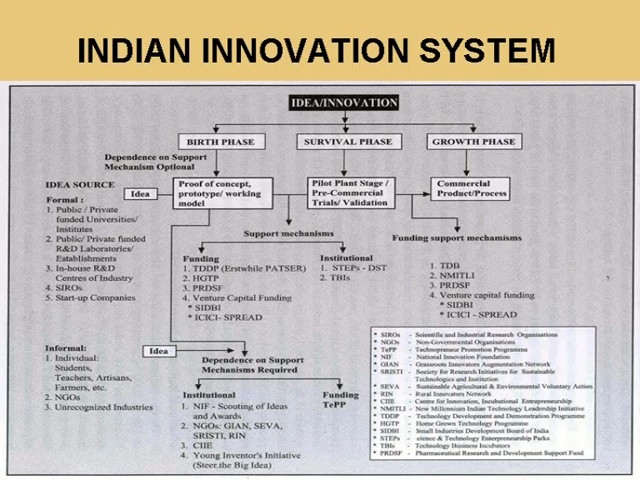 INDIAN INNOVATION SYSTEM
IDEA/INNOVATION
BIRTH PHASE
SURVIVAL PHASE
GROWTH PHASE
Dependence on Support
Mechanism Optional
IDEA SOURCE
Idea
Proof of concept,
prototype/ working
model
Pilot Plant Stage /
Pre-Commercial
Trials/ Validation
Commercial
Product/Process
Formal :
1. Public / Private
funded Universities/
Institutes
2. Public/ Private funded
R&D Laboratories/
Establishments
3. In-house R&D
Centres of Industry
4. SIROs
5. Start-up Companies
Support mechanisms
Funding support mechamisms
Funding
1. TDDP (Erstwhile PATSER)
2. HGTP
3. PRDSF
4. Venture Capital Funding
* SIDBI
* ICICI- SPREAD
Institutional
1. STEPs - DST
2. TBIs
1. TDB
2. NMITLI
3. PRDSF
4. Venture capital funding
* SIDBI
* ICICI - SPREAD
Informal:
1. Individual:
Students,
Teachers, Artisans,
Farmers, etc.
2. NGOs
3. Unrecognized Industries
Idea
Dependence on Support
Mechanisms Required
Institutional
1. NIF - Scouting of Ideas
and Awards
2. NGOs: GIAN, SEVA,
SRISTI, RIN
3. CIIE
4. Young Inventor's Initiative
(Steer the Big Idea)
Funding
TePP
* SIROs - Scientific and Industrial Research Organisations
* NGOs - Non-Governmental Organisations
* TePP - Technopreneur Promotion Programme
* NIF - National Innovation Foundation
* GIAN - Grassroots Innovators Augmentation Network
* SRISTI - Society for Research Initiatives for Sustainable
Technologies and Institution
* SEVA - Sustainable Agricultural & Environmental Voluntary Action
* RIN - Rural Innovators Network
* CIIE - Centre for Innovation, Incubational Entrepreneurship
* NMITLI - New Millennium Indian Technology Leadership Initiative
* TDDP - Technology Development and Demonstration Programme
* HGTP - Home Grown Technology Programme
* SIDBI - Small Industries Development Board of India
* STEPs - eience & Technology Enterpreneurship Parks
* TBIs - Technology Business Incubators
* PRDSF - Pharmaceutical Research and Development Support Fund